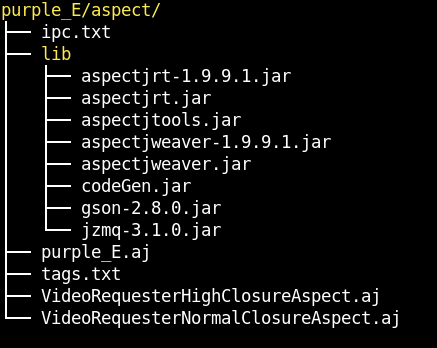 purple_E/aspect/
├── ipc.txt
├── lib
│   ├── aspectjrt-1.9.9.1.jar
│   ├── aspectjrt.jar
│   ├── aspectjtools.jar
│   ├── aspectjweaver-1.9.9.1.jar
│   ├── aspectjweaver.jar
│   ├── codeGen.jar
│   ├── gson-2.8.0.jar
│   └── jzmq-3.1.0.jar
├── purple_E.aj
├── tags.txt
├── VideoRequesterHighClosureAspect.aj
└── VideoRequesterNormalClosureAspect.aj